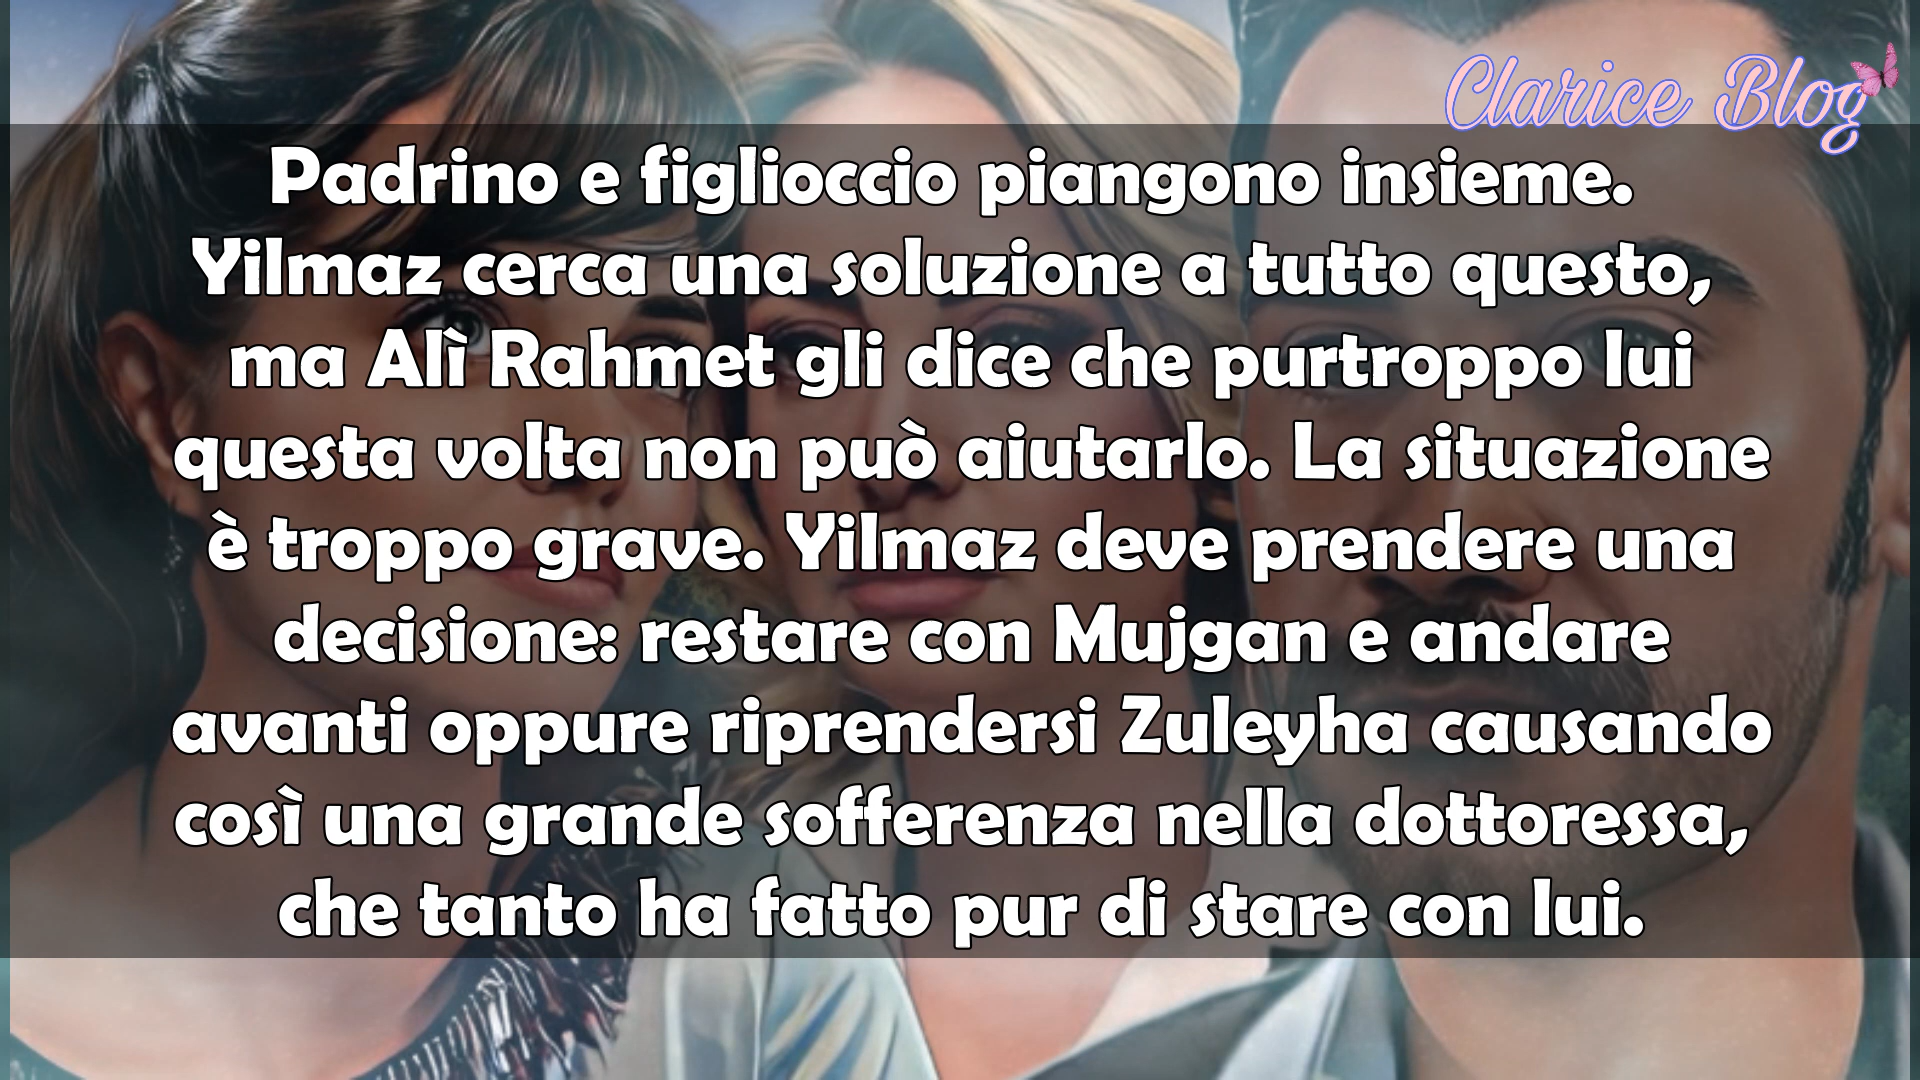 Clarice Blog
Padrino e figlioccio piangono insieme.
Yilmaz cerca una soluzione a tutto questo,
ma Alì Rahmet gli dice che purtroppo lui
questa volta non può aiutarlo. La situazione
è troppo grave. Yilmaz deve prendere una
decisione: restare con Mujgan e andare
avanti oppure riprendersi Zuleyha causando
così una grande sofferenza nella dottoressa,
che tanto ha fatto pur di stare con lui.